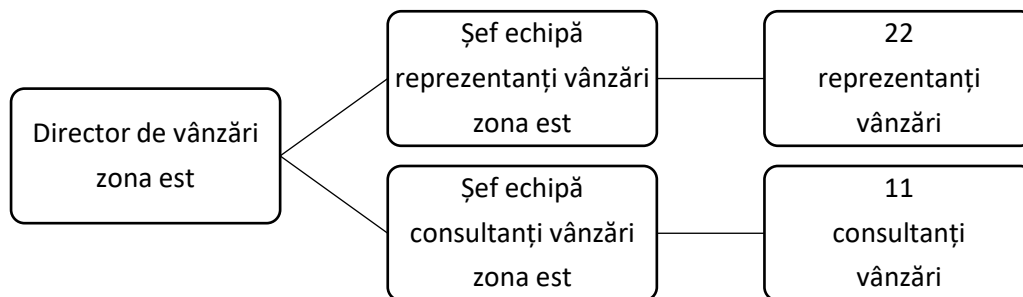 Director de vânzări
zona est
Șef echipă
reprezentanți vânzări
zona est
22
reprezentanți
vânzări
Șef echipă
consultanți vânzări
zona est
11
consultanți
vânzări